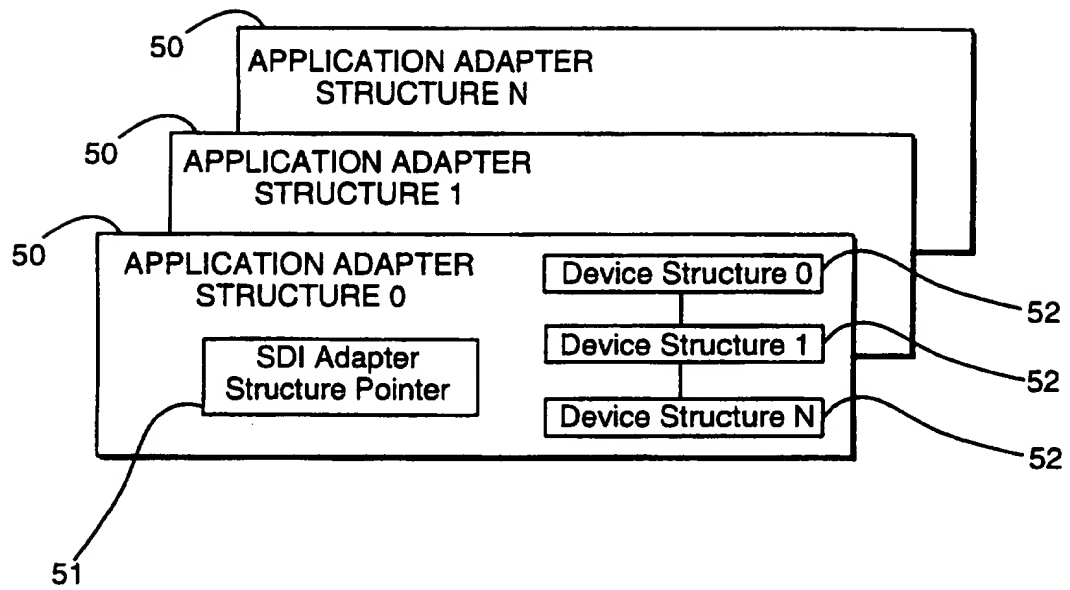 50
APPLICATION ADAPTER
STRUCTURE N
50
APPLICATION ADAPTER
STRUCTURE 1
50
APPLICATION ADAPTER
STRUCTURE 0
SDI Adapter
Structure Pointer
51
Device Structure 0
52
Device Structure 1
52
Device Structure N
52